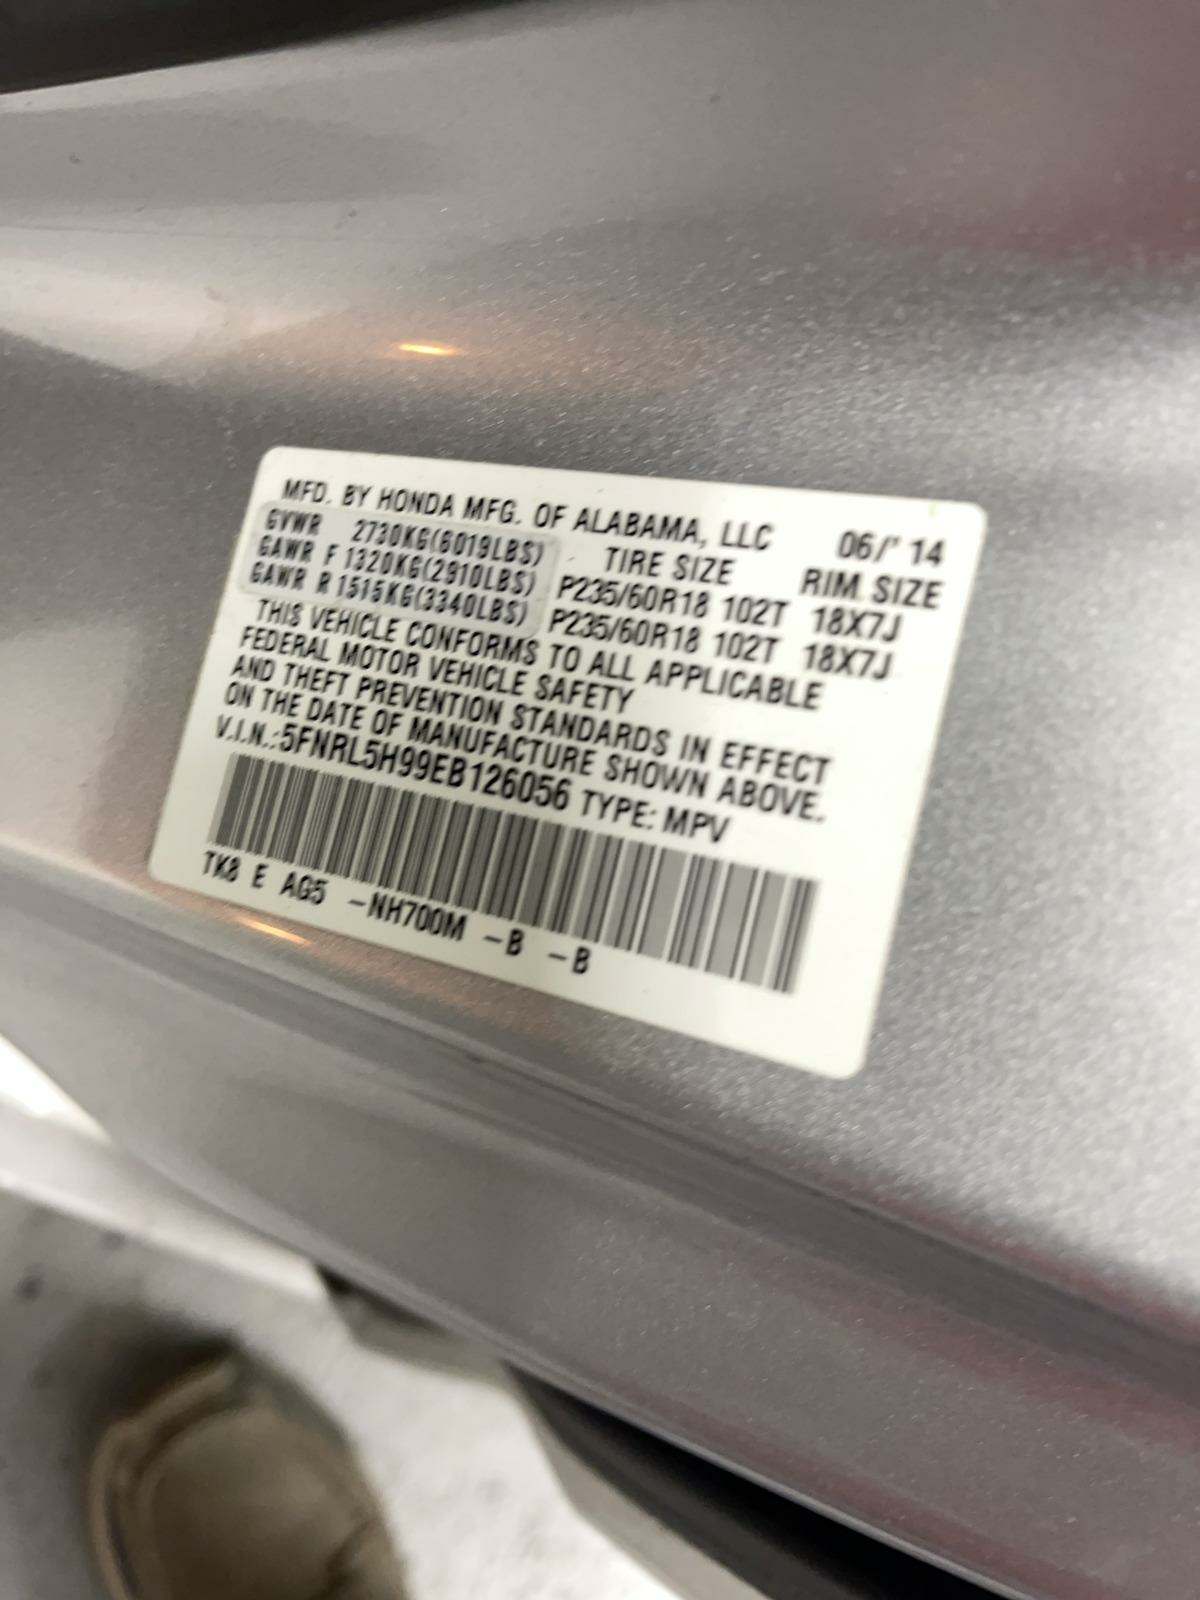 MFD. BY HONDA MFG. OF ALABAMA, LLC 06/'14
GVWR 2730KG(6019LBS) TIRE SIZE RIM SIZE
GAWR F 1320KG(2910LBS) P235/60R18 102T 18X7J
GAWR R 1515KG(3340LBS) P235/60R18 102T 18X7J
THIS VEHICLE CONFORMS TO ALL APPLICABLE
FEDERAL MOTOR VEHICLE SAFETY
AND THEFT PREVENTION STANDARDS IN EFFECT
ON THE DATE OF MANUFACTURE SHOWN ABOVE.
V.I.N.:5FNRL5H99EB126056 TYPE: MPV
TK8 E AG5 -NH700M -B -B